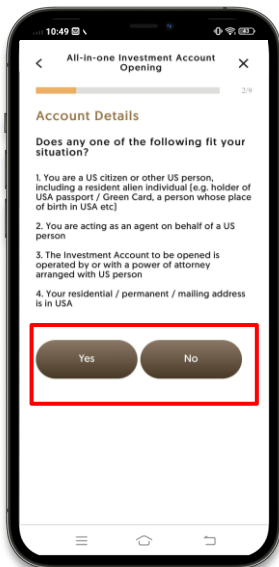 10:49
All-in-one Investment Account
Opening
2/9
Account Details
Does any one of the following fit your
situation?
1. You are a US citizen or other US person,
including a resident alien individual [e.g. holder of
USA passport / Green Card, a person whose place
of birth in USA etc]
2. You are acting as an agent on behalf of a US
person
3. The Investment Account to be opened is
operated by or with a power of attorney
arranged with US person
4. Your residential / permanent / mailing address
is in USA
Yes
No